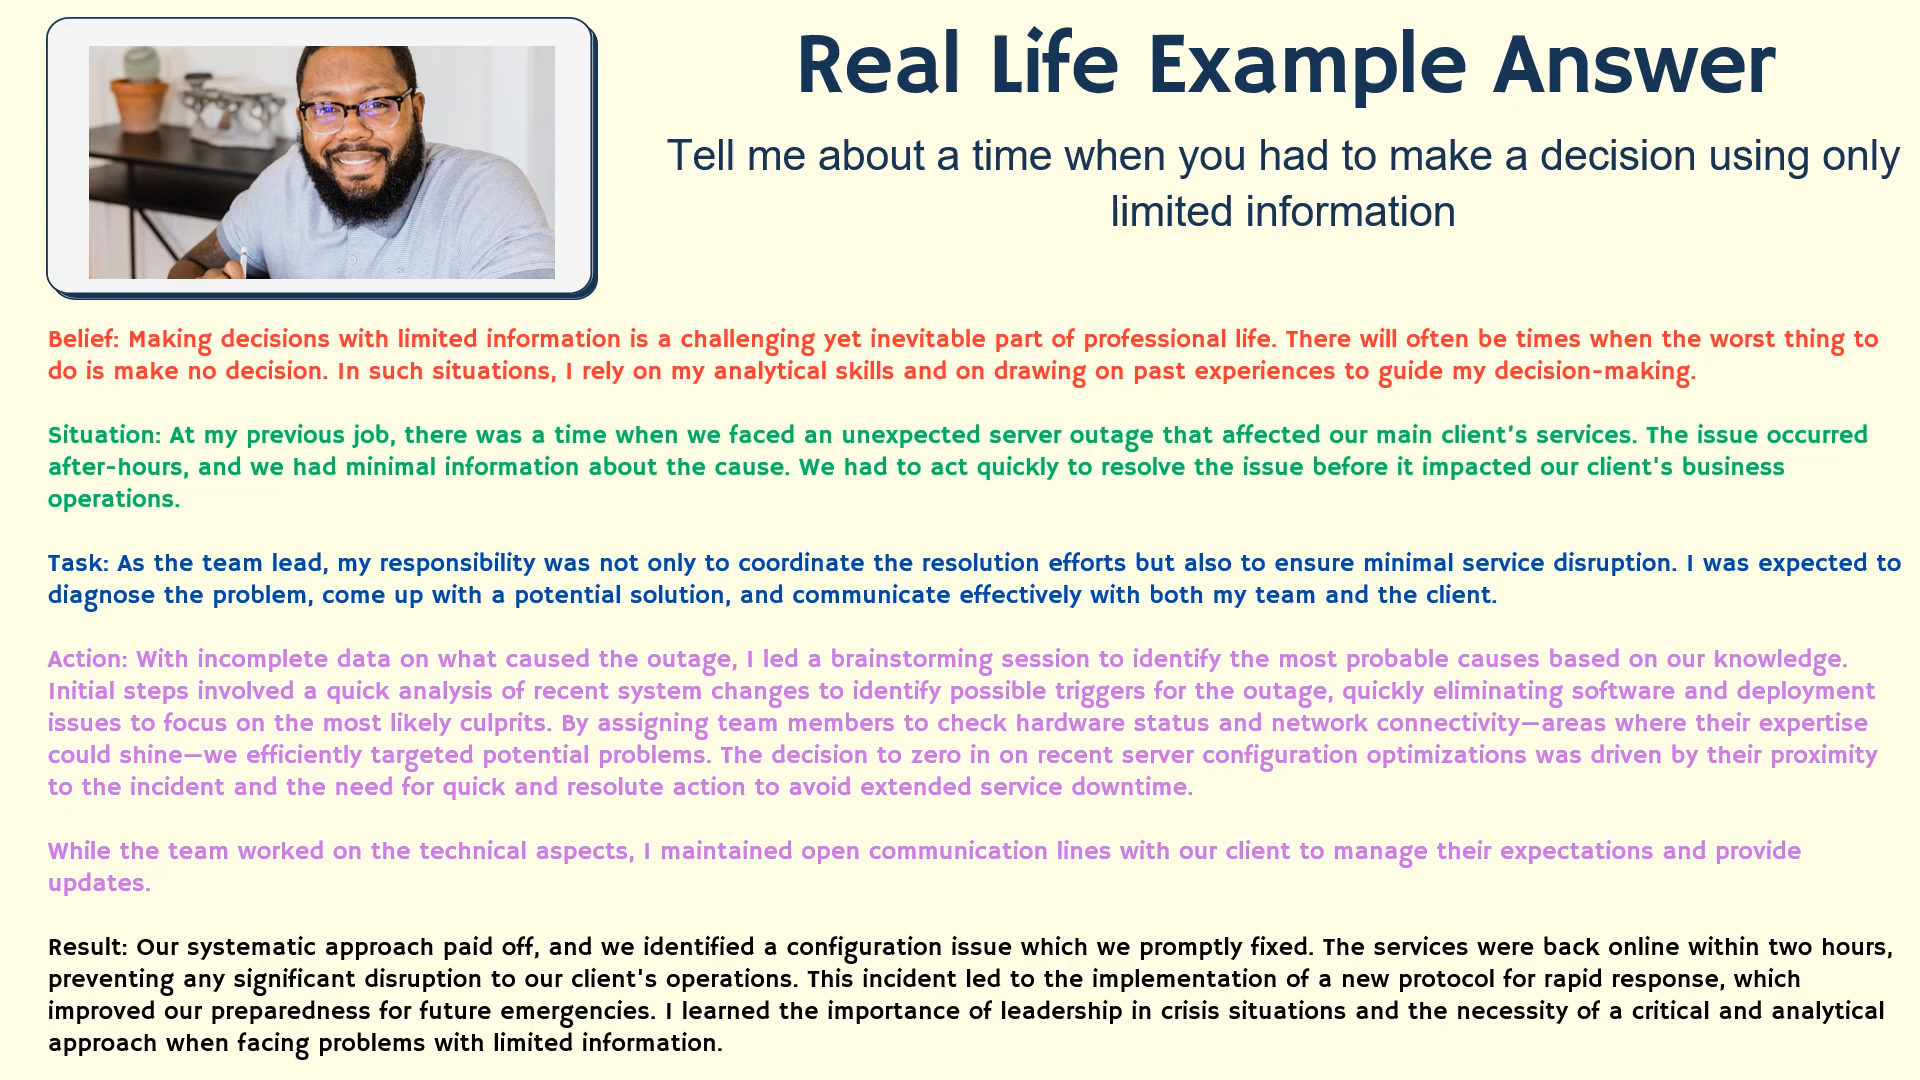 Real Life Example Answer
Tell me about a time when you had to make a decision using only
limited information
Belief: Making decisions with limited information is a challenging yet inevitable part of professional life. There will often be times when the worst thing to
do is make no decision. In such situations, I rely on my analytical skills and on drawing on past experiences to guide my decision-making.
Situation: At my previous job, there was a time when we faced an unexpected server outage that affected our main client’s services. The issue occurred
after-hours, and we had minimal information about the cause. We had to act quickly to resolve the issue before it impacted our client's business
operations.
Task: As the team lead, my responsibility was not only to coordinate the resolution efforts but also to ensure minimal service disruption. I was expected to
diagnose the problem, come up with a potential solution, and communicate effectively with both my team and the client.
Action: With incomplete data on what caused the outage, I led a brainstorming session to identify the most probable causes based on our knowledge.
Initial steps involved a quick analysis of recent system changes to identify possible triggers for the outage, quickly eliminating software and deployment
issues to focus on the most likely culprits. By assigning team members to check hardware status and network connectivity—areas where their expertise
could shine—we efficiently targeted potential problems. The decision to zero in on recent server configuration optimizations was driven by their proximity
to the incident and the need for quick and resolute action to avoid extended service downtime.
While the team worked on the technical aspects, I maintained open communication lines with our client to manage their expectations and provide
updates.
Result: Our systematic approach paid off, and we identified a configuration issue which we promptly fixed. The services were back online within two hours,
preventing any significant disruption to our client's operations. This incident led to the implementation of a new protocol for rapid response, which
improved our preparedness for future emergencies. I learned the importance of leadership in crisis situations and the necessity of a critical and analytical
approach when facing problems with limited information.